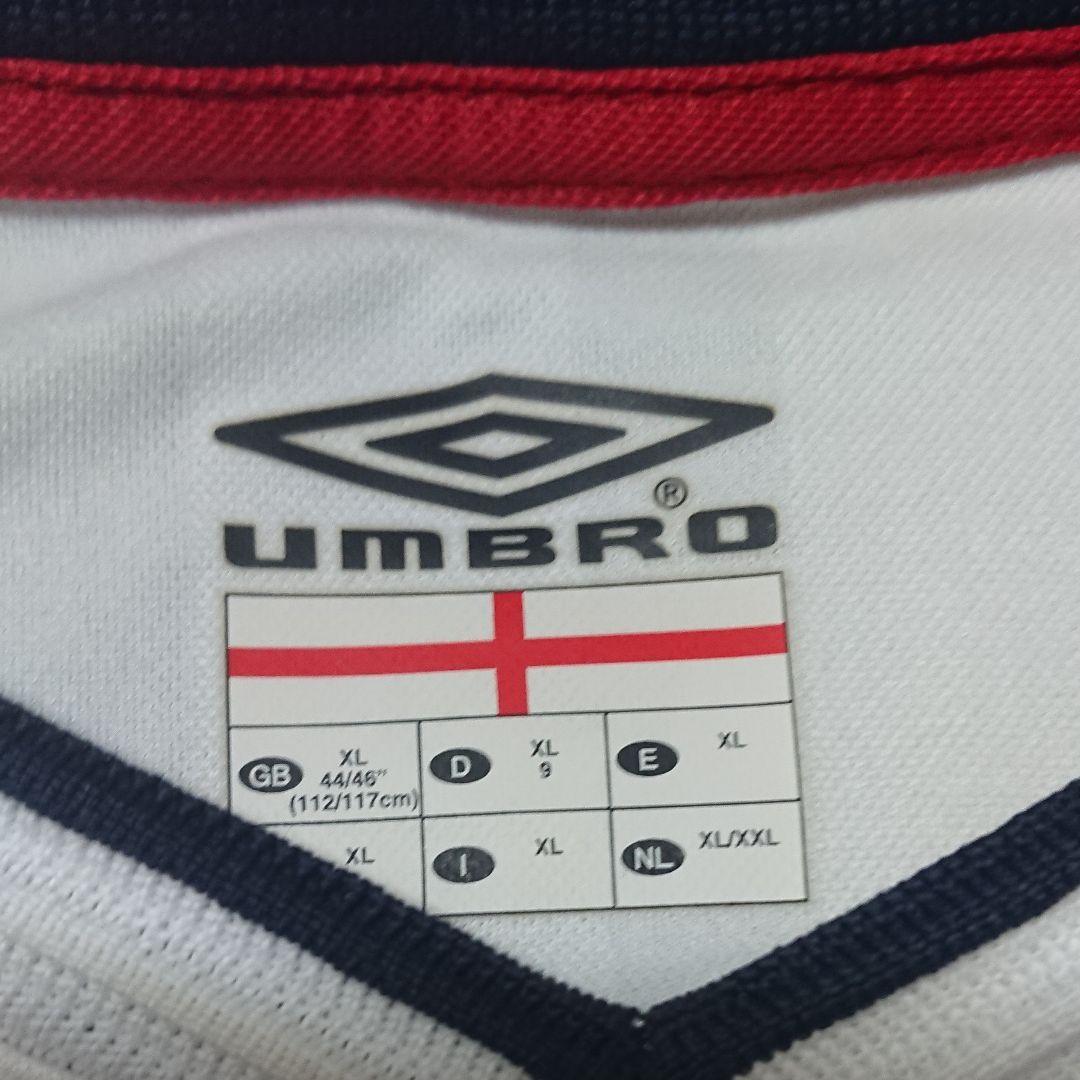 UMBRO®
GB XL
44/46"
(112/117cm)
D XL
9
E XL
XL
I XL
NL XL/XXL